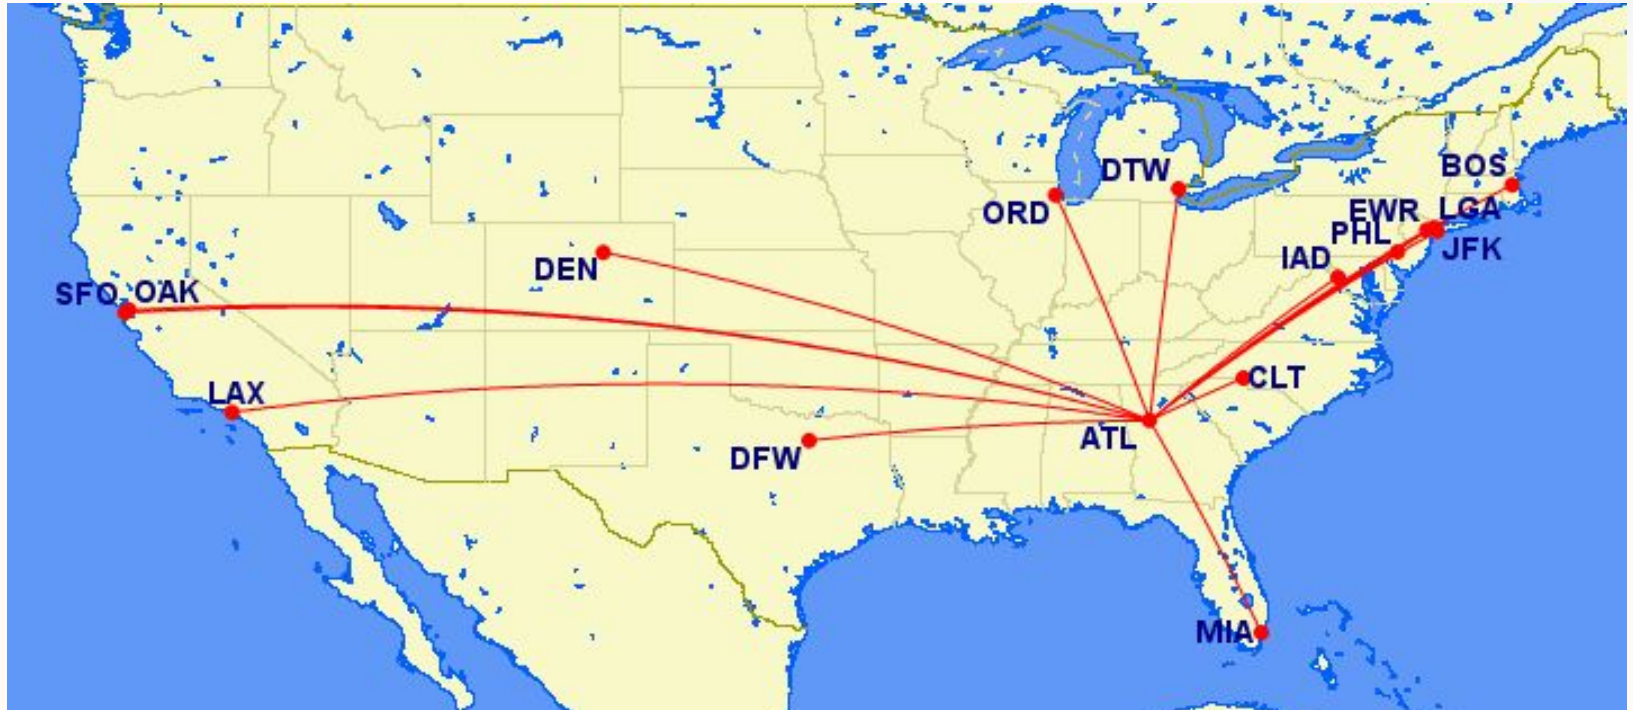 DTW
BOS
ORD
EWR LGA
PHL JFK
IAD
DEN
SFO OAK
CLT
LAX
ATL
DFW
MIA